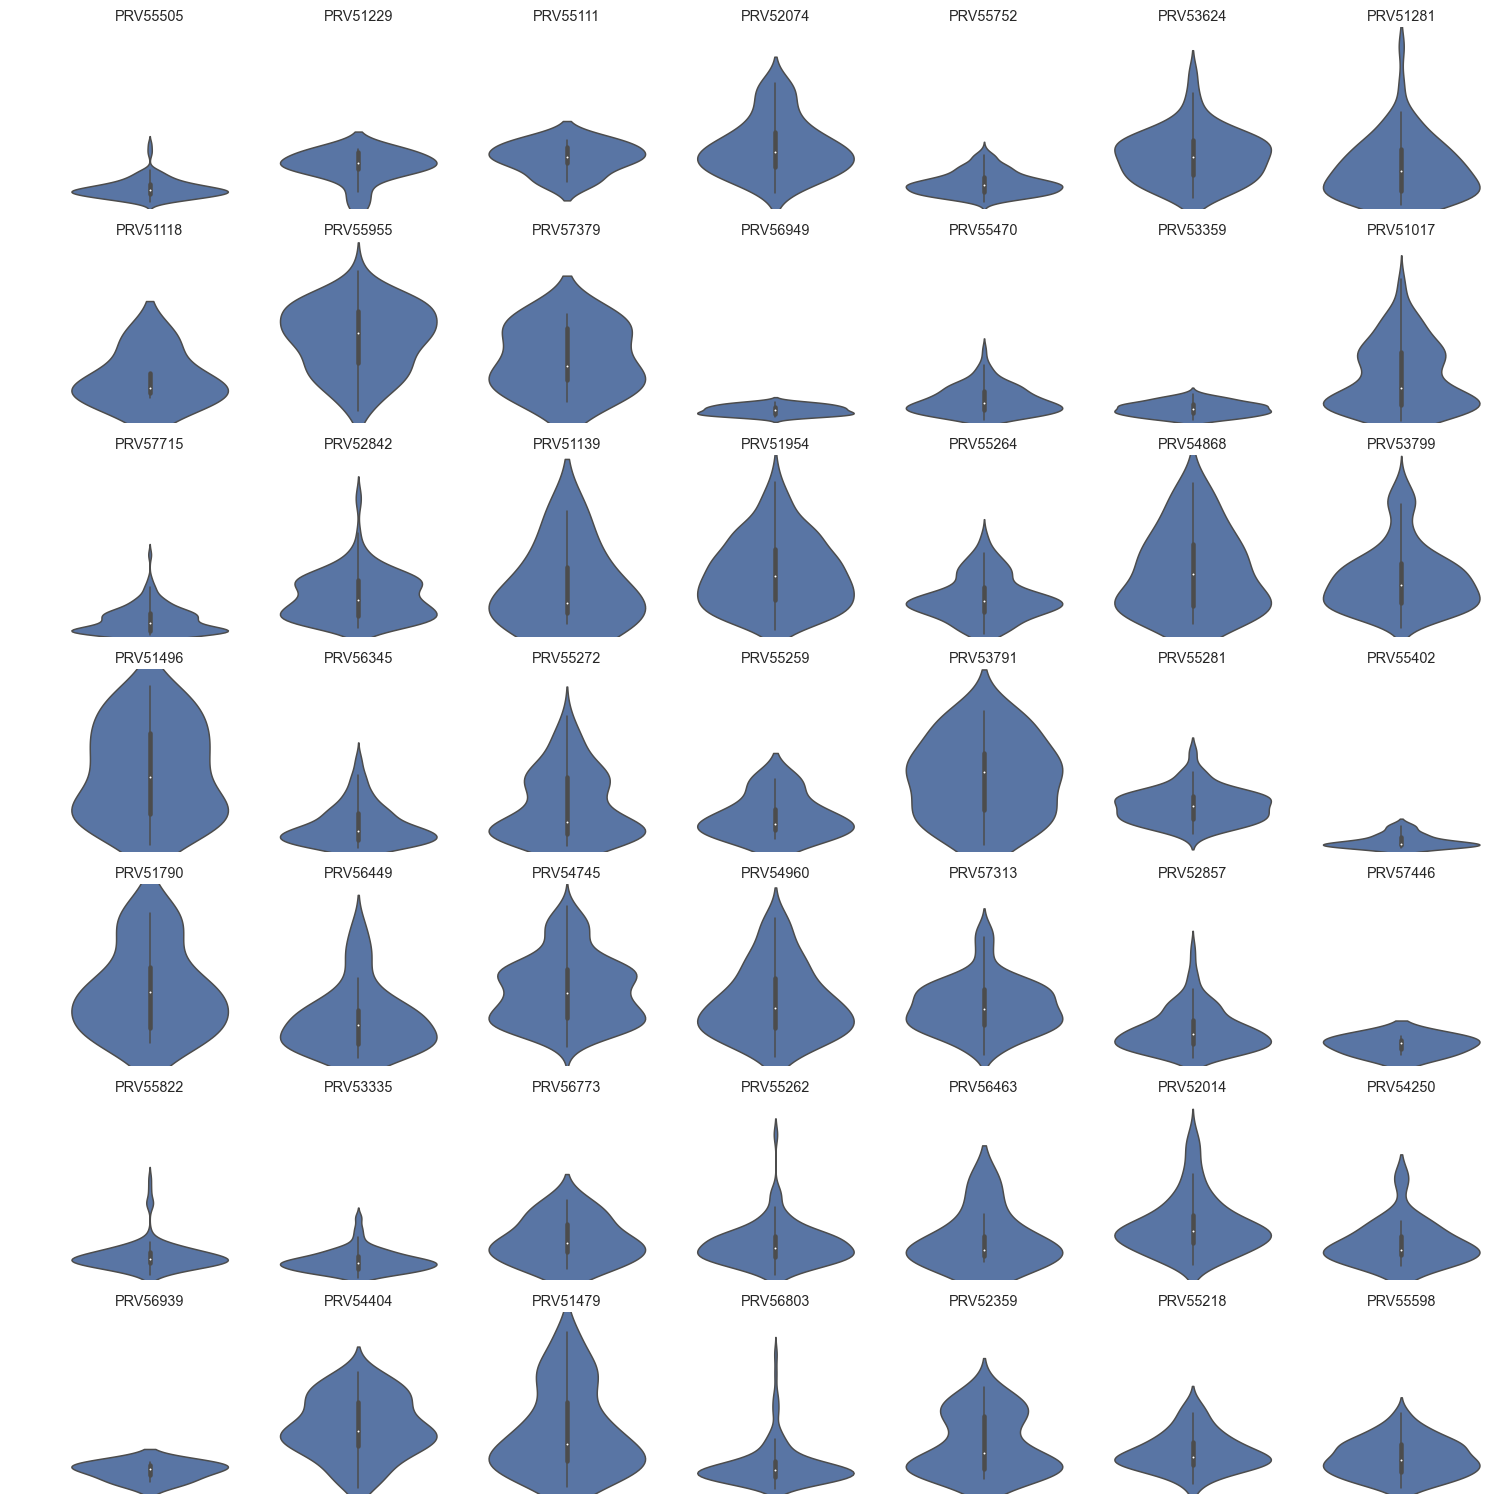 PRV55505 PRV51229 PRV55111 PRV52074 PRV55752 PRV53624 PRV51281
PRV51118 PRV55955 PRV57379 PRV56949 PRV55470 PRV53359 PRV51017
PRV57715 PRV52842 PRV51139 PRV51954 PRV55264 PRV54868 PRV53799
PRV51496 PRV56345 PRV55272 PRV55259 PRV53791 PRV55281 PRV55402
PRV51790 PRV56449 PRV54745 PRV54960 PRV57313 PRV52857 PRV57446
PRV55822 PRV53335 PRV56773 PRV55262 PRV56463 PRV52014 PRV54250
PRV56939 PRV54404 PRV51479 PRV56803 PRV52359 PRV55218 PRV55598